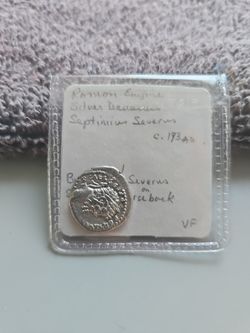 Roman Empire
Silver Denarius
Septimius Severus
c. 193 AD
Severus
on
VF